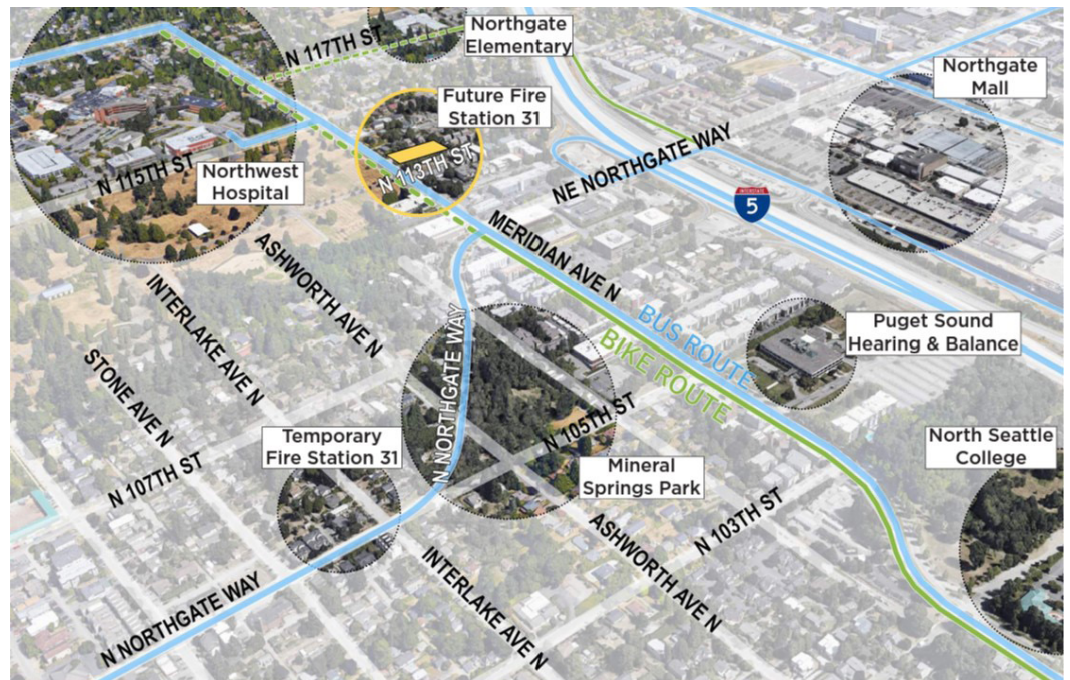 N 117TH ST
Northgate
Elementary
Northgate
Mall
Future Fire
Station 31
N 113TH ST
NE NORTHGATE WAY
N 115TH ST
Northwest
Hospital
INTERSTATE
5
MERIDIAN AVE N
ASHWORTH AVE N
INTERLAKE AVE N
BUS ROUTE
BIKE ROUTE
Puget Sound
Hearing & Balance
STONE AVE N
N NORTHGATE WAY
N 105TH ST
Temporary
Fire Station 31
North Seattle
College
N 107TH ST
Mineral
Springs Park
N 103TH ST
ASHWORTH AVE N
INTERLAKE AVE N
N NORTHGATE WAY